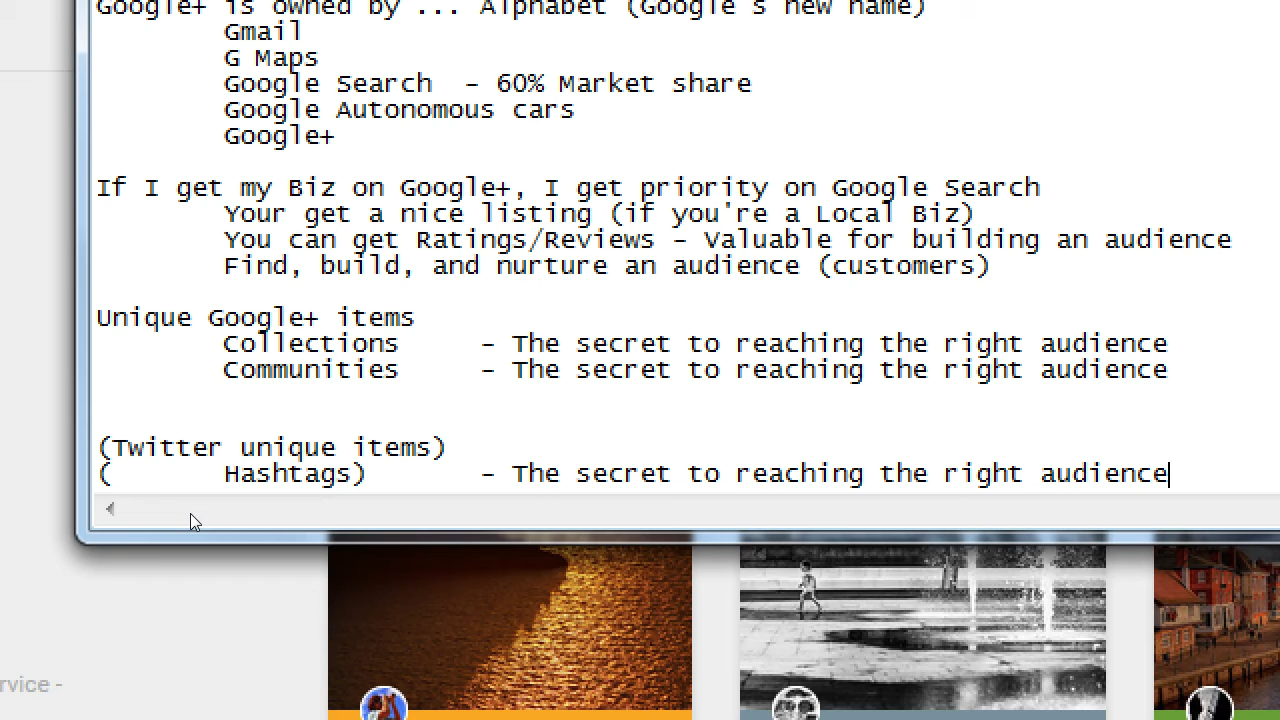 Google+ is owned by ... Alphabet (Google's new name)
Gmail
G Maps
Google Search – 60% Market share
Google Autonomous cars
Google+
If I get my Biz on Google+, I get priority on Google Search
Your get a nice listing (if you're a Local Biz)
You can get Ratings/Reviews – Valuable for building an audience
Find, build, and nurture an audience (customers)
Unique Google+ items
Collections – The secret to reaching the right audience
Communities – The secret to reaching the right audience
(Twitter unique items)
( Hashtags) – The secret to reaching the right audience
rvice -